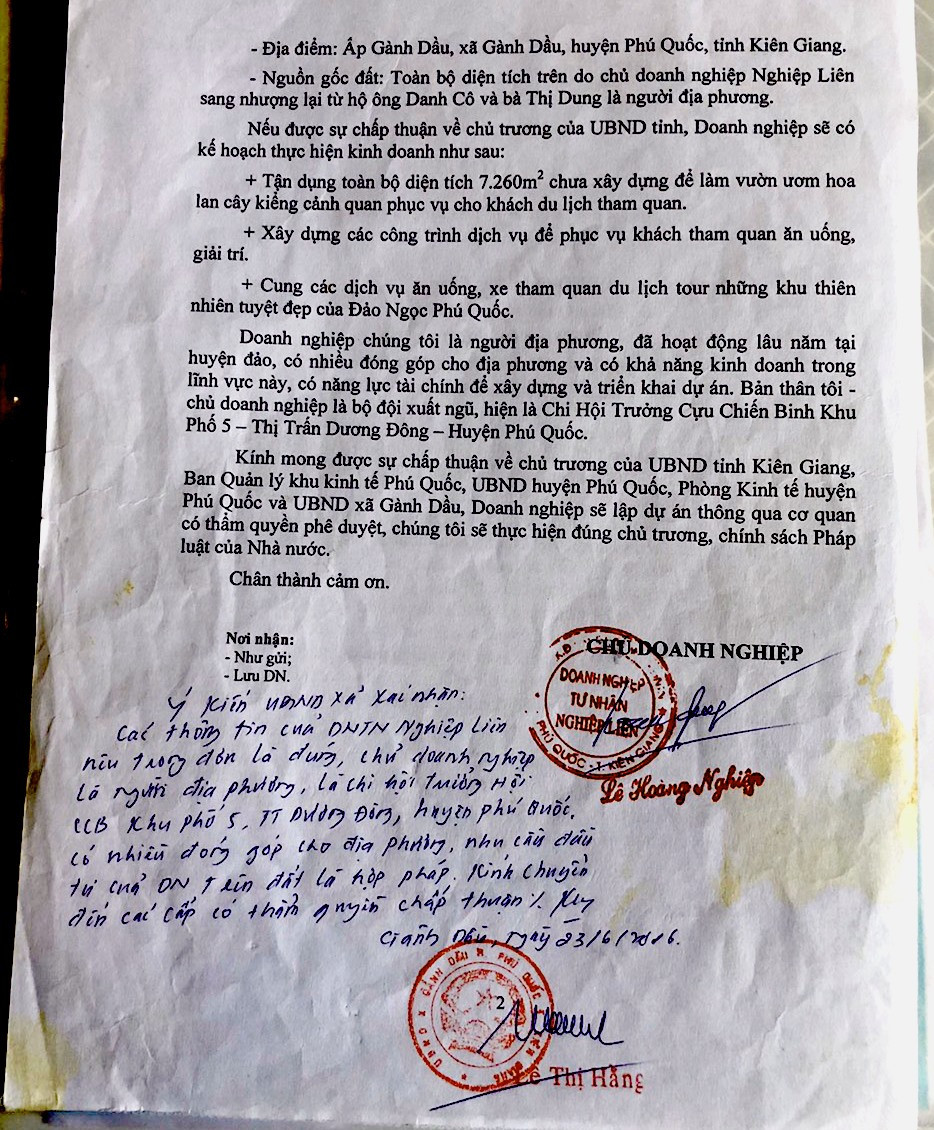 - Địa điểm: Ấp Gành Dầu, xã Gành Dầu, huyện Phú Quốc, tỉnh Kiên Giang.
- Nguồn gốc đất: Toàn bộ diện tích trên do chủ doanh nghiệp Nghiệp Liên
sang nhượng lại từ hộ ông Danh Cô và bà Thị Dung là người địa phương.
Nếu được sự chấp thuận về chủ trương của UBND tỉnh, Doanh nghiệp sẽ có
kế hoạch thực hiện kinh doanh như sau:
+ Tận dụng toàn bộ diện tích 7.260m² chưa xây dựng để làm vườn ươm hoa
lan cây kiểng cảnh quan phục vụ cho khách du lịch tham quan.
+ Xây dựng các công trình dịch vụ để phục vụ khách tham quan ăn uống,
giải trí.
+ Cung các dịch vụ ăn uống, xe tham quan du lịch tour những khu thiên
nhiên tuyệt đẹp của Đảo Ngọc Phú Quốc.
Doanh nghiệp chúng tôi là người địa phương, đã hoạt động lâu năm tại
huyện đảo, có nhiều đóng góp cho địa phương và có khả năng kinh doanh trong
lĩnh vực này, có năng lực tài chính để xây dựng và triển khai dự án. Bản thân tôi -
chủ doanh nghiệp là bộ đội xuất ngũ, hiện là Chi Hội Trưởng Cựu Chiến Binh Khu
Phố 5 – Thị Trấn Dương Đông – Huyện Phú Quốc.
Kính mong được sự chấp thuận về chủ trương của UBND tỉnh Kiên Giang,
Ban Quản lý khu kinh tế Phú Quốc, UBND huyện Phú Quốc, Phòng Kinh tế huyện
Phú Quốc và UBND xã Gành Dầu, Doanh nghiệp sẽ lập dự án thông qua cơ quan
có thẩm quyền phê duyệt, chúng tôi sẽ thực hiện đúng chủ trương, chính sách Pháp
luật của Nhà nước.
Chân thành cảm ơn.
Nơi nhận:
- Như gửi;
- Lưu DN.
CHỦ DOANH NGHIỆP
DOANH NGHIỆP
TƯ NHÂN
NGHIỆP LIÊN
PHÚ QUỐC - T. KIÊN GIANG
Lê Hoàng Nghiệp
Ý kiến UBND xã xác nhận:
Các thông tin của DNTN Nghiệp Liên
nêu trong đơn là đúng, chủ doanh nghiệp
là người địa phương, là chi hội trưởng Hội
CCB Khu phố 5, TT Dương Đông, huyện Phú Quốc,
có nhiều đóng góp cho địa phương, nhu cầu đầu
tư của DN trên đất là hợp pháp. Kính chuyển
đến các cấp có thẩm quyền chấp thuận ./.
Gành Dầu, ngày 23/6/2016.
UBND X GÀNH DẦU H. PHÚ QUỐC
2
Lê Thị Hằng